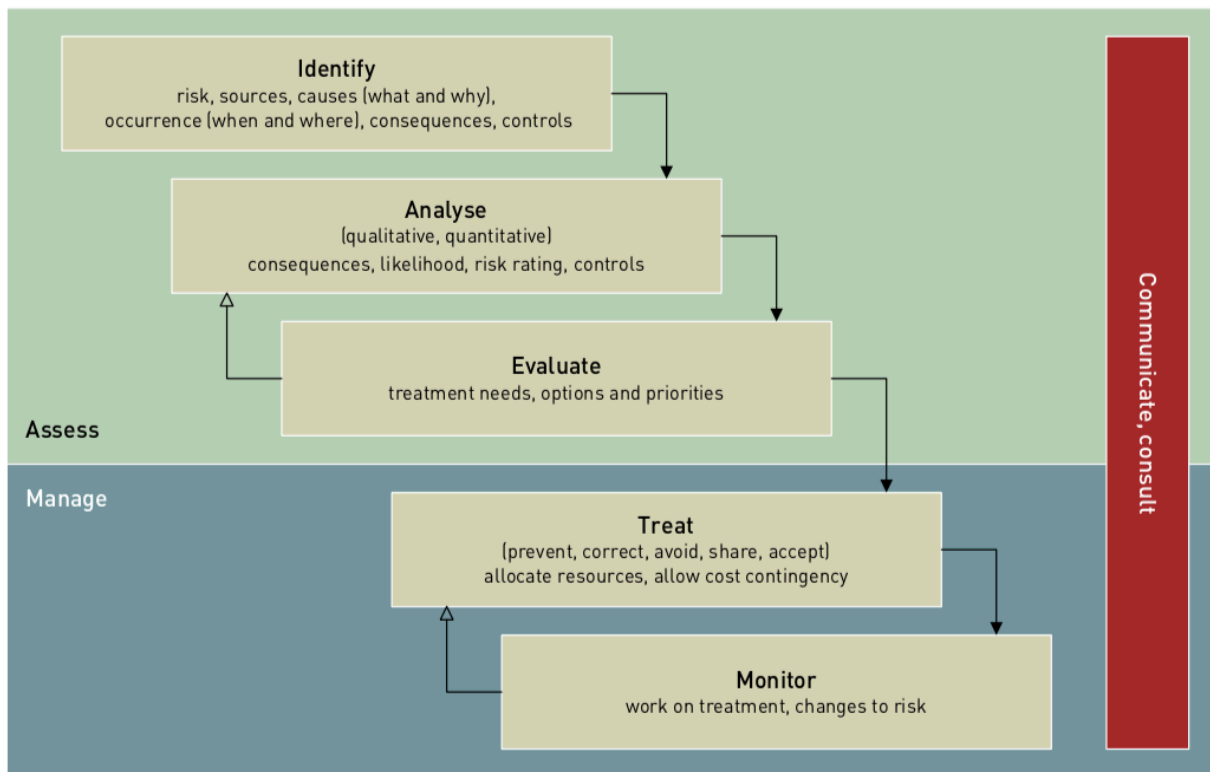 Identify
risk, sources, causes (what and why),
occurrence (when and where), consequences, controls
Analyse
(qualitative, quantitative)
consequences, likelihood, risk rating, controls
Evaluate
treatment needs, options and priorities
Assess
Manage
Treat
(prevent, correct, avoid, share, accept)
allocate resources, allow cost contingency
Monitor
work on treatment, changes to risk
Communicate, consult